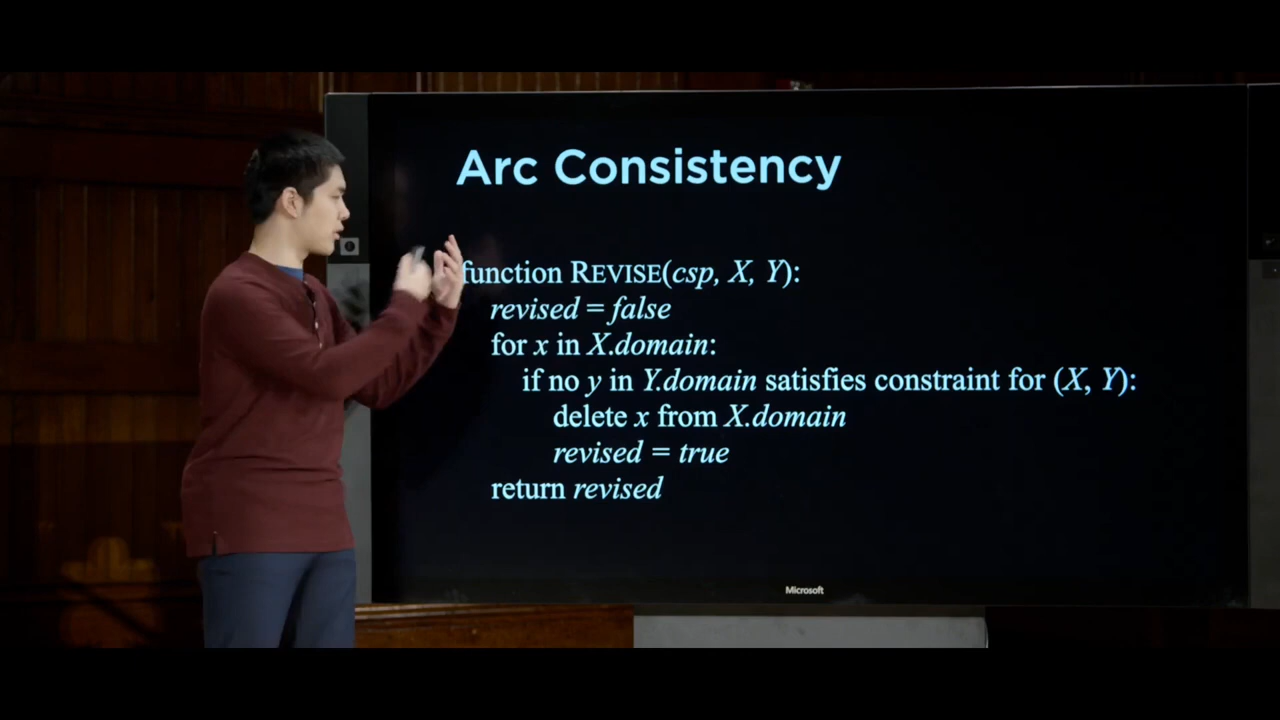 Arc Consistency
function REVISE(csp, X, Y):
revised = false
for x in X.domain:
if no y in Y.domain satisfies constraint for (X, Y):
delete x from X.domain
revised = true
return revised
Microsoft